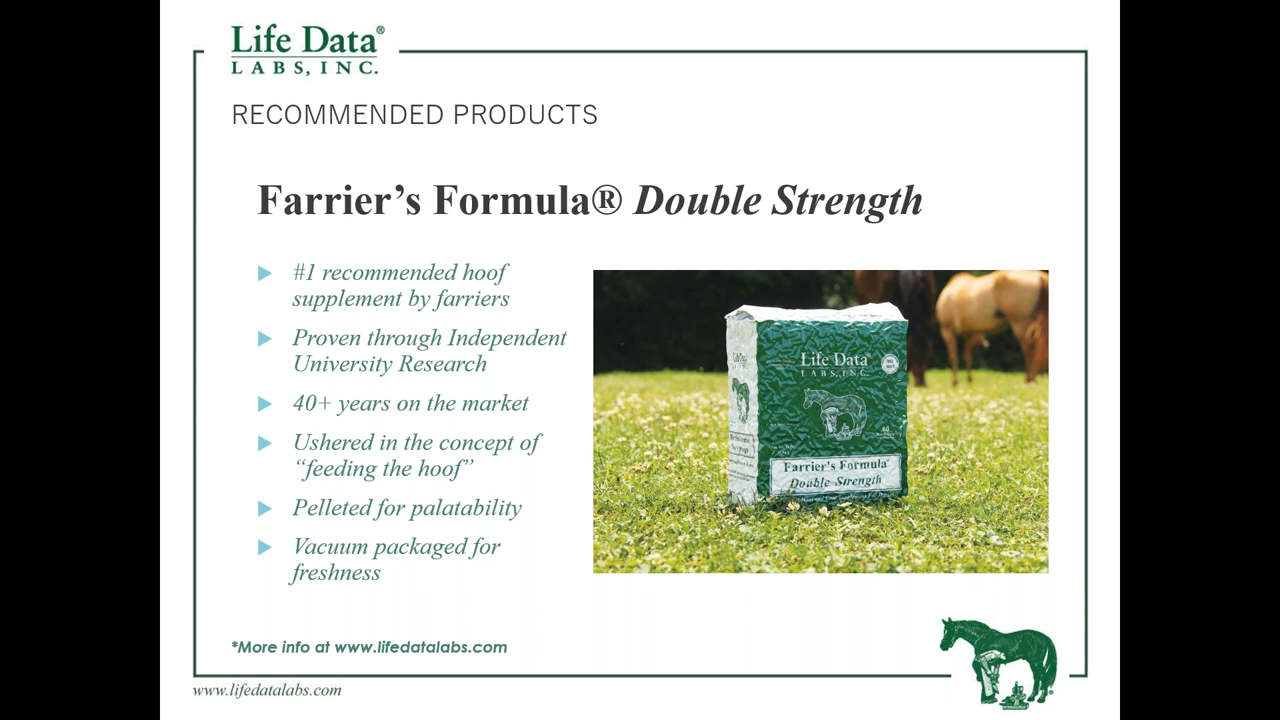 Life Data®
LABS, INC.
RECOMMENDED PRODUCTS
Farrier’s Formula® Double Strength
#1 recommended hoof
supplement by farriers
Proven through Independent
University Research
40+ years on the market
Ushered in the concept of
“feeding the hoof”
Pelleted for palatability
Vacuum packaged for
freshness
Life Data
LABS, INC.
60
Farrier's Formula®
Double Strength
*More info at www.lifedatalabs.com
www.lifedatalabs.com